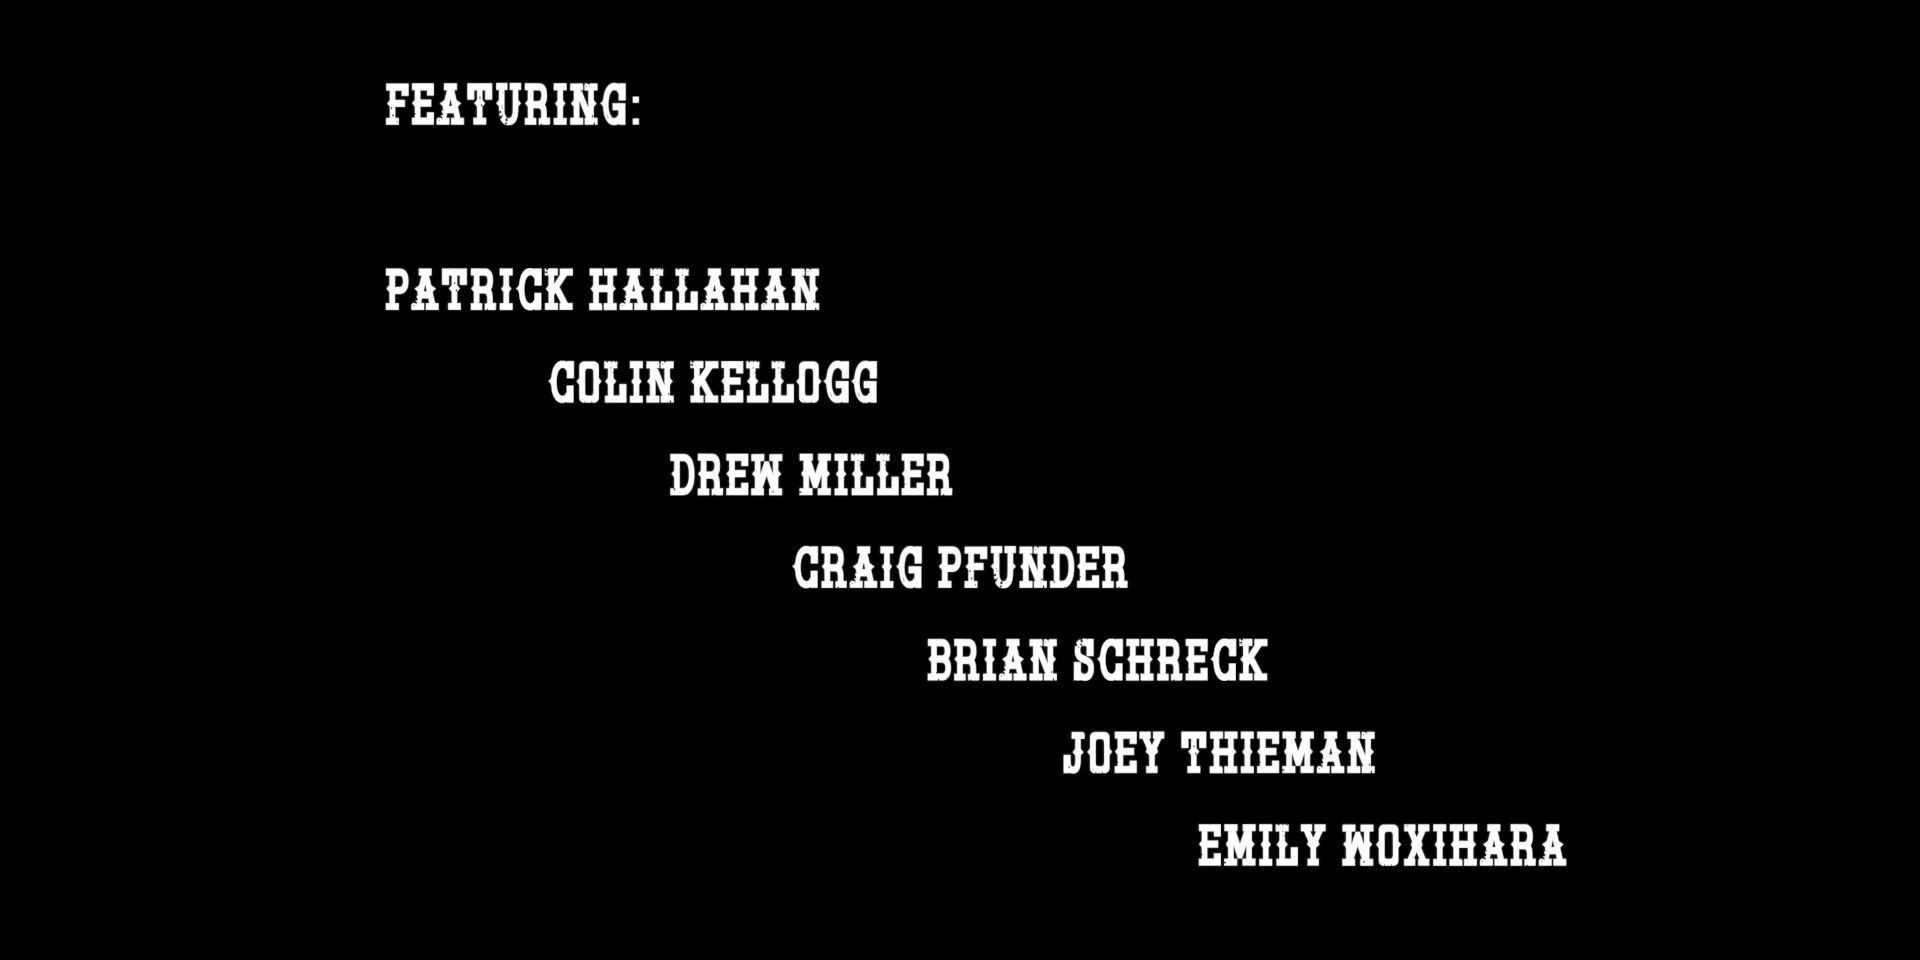 FEATURING:
PATRICK HALLAHAN
COLIN KELLOGG
DREW MILLER
CRAIG PFUNDER
BRIAN SCHRECK
JOEY THIEMAN
EMILY WOXIHARA